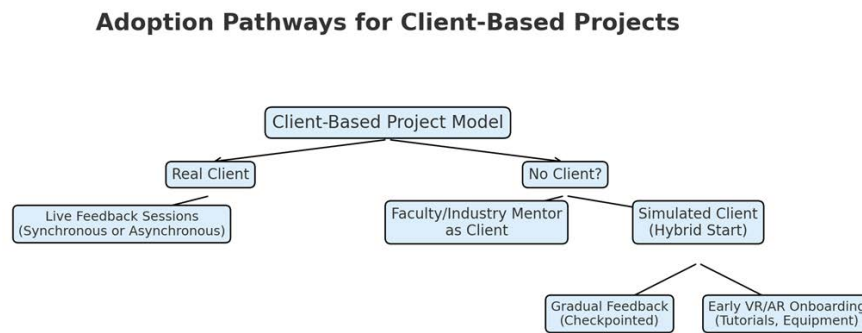 Adoption Pathways for Client-Based Projects
Client-Based Project Model
Real Client
No Client?
Live Feedback Sessions
(Synchronous or Asynchronous)
Faculty/Industry Mentor
as Client
Simulated Client
(Hybrid Start)
Gradual Feedback
(Checkpointed)
Early VR/AR Onboarding
(Tutorials, Equipment)